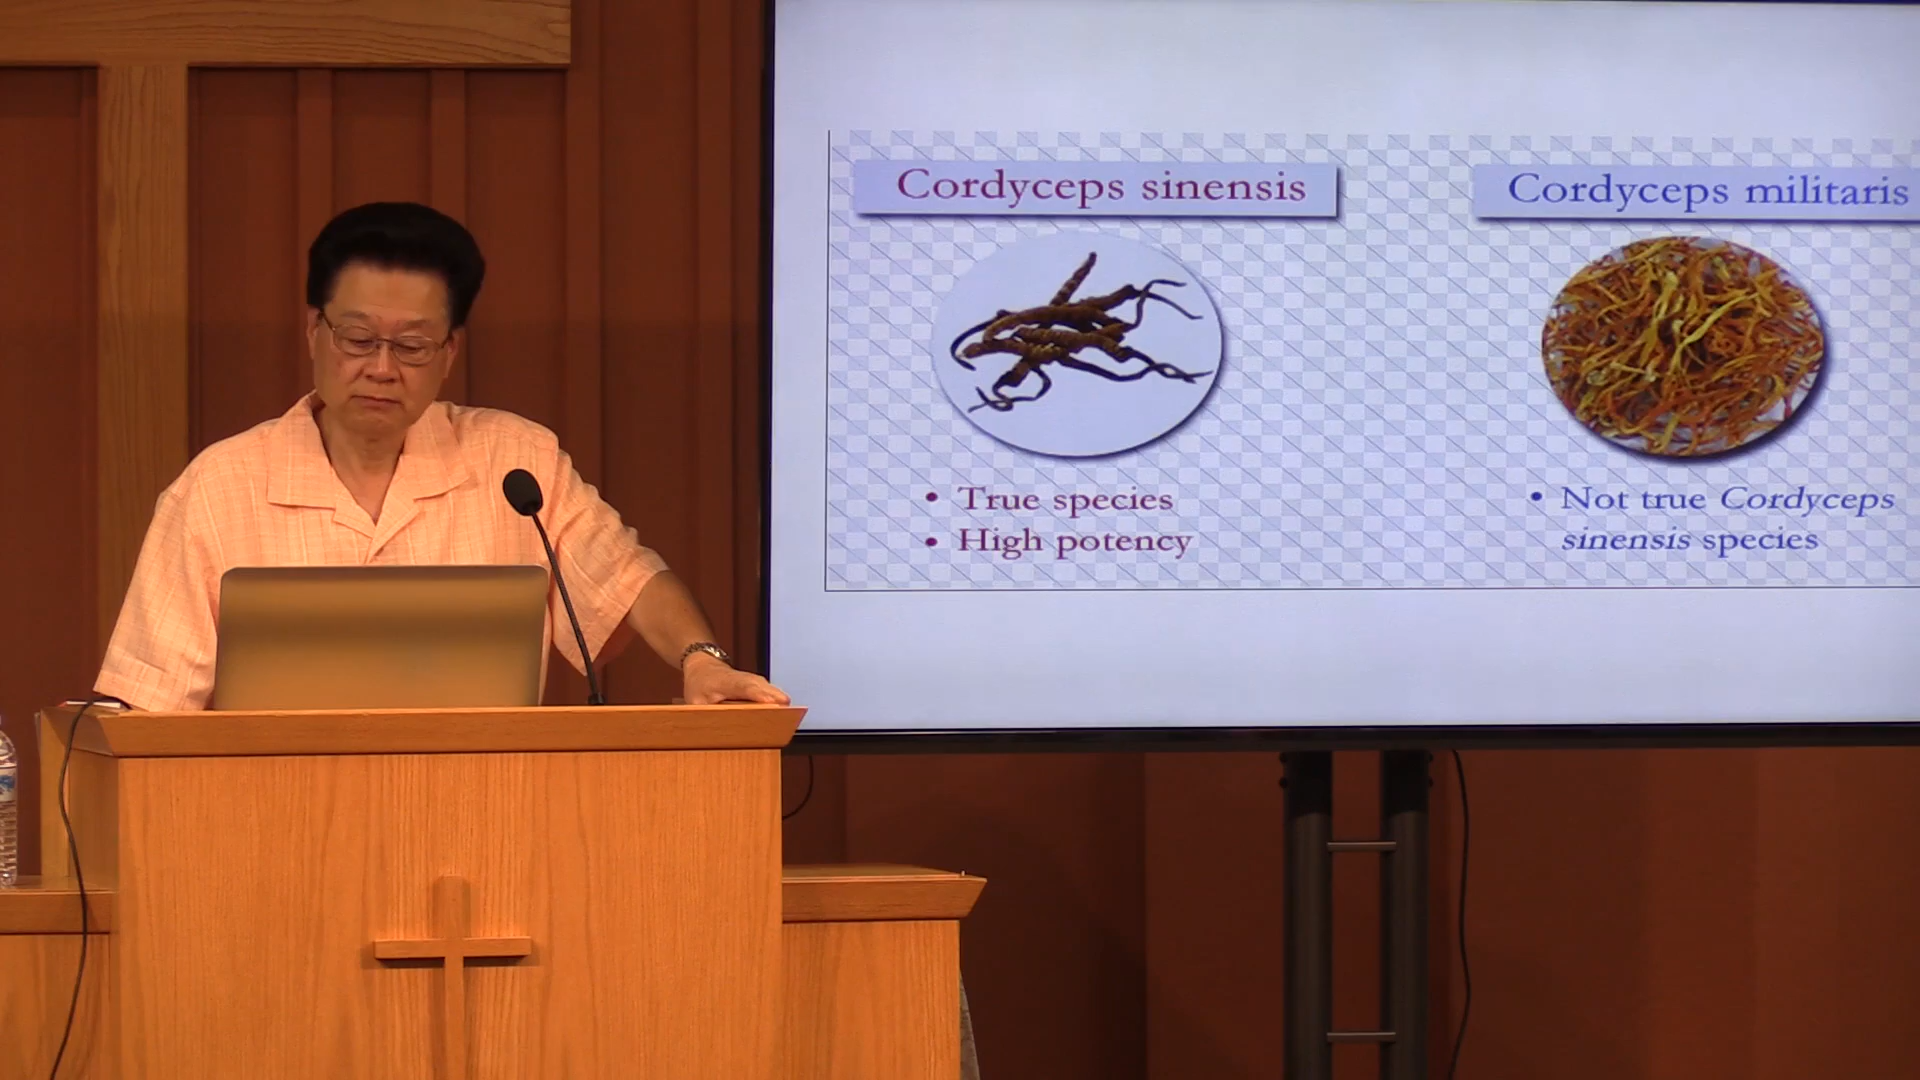 Cordyceps sinensis
Cordyceps militaris
• True species
• High potency
• Not true Cordyceps
sinensis species